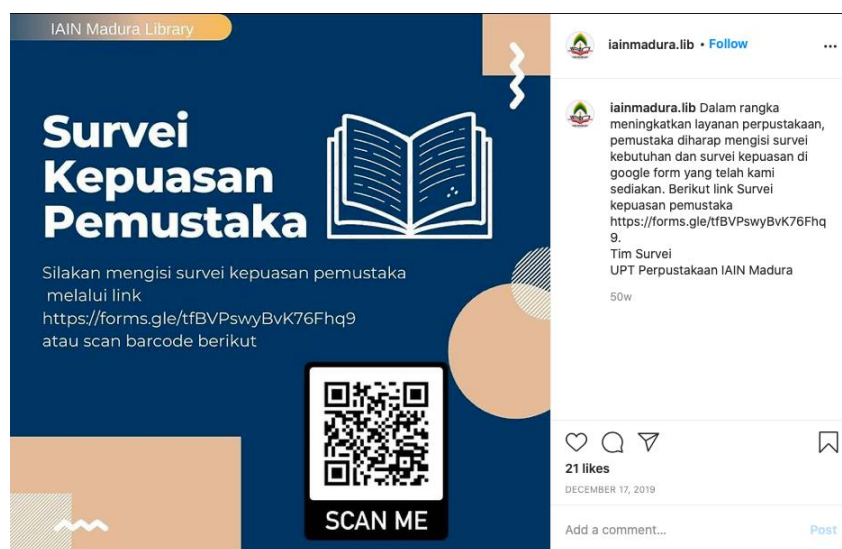 IAIN Madura Library
Survei
Kepuasan
Pemustaka
Silakan mengisi survei kepuasan pemustaka
melalui link
https://forms.gle/tfBVPswyBvK76Fhq9
atau scan barcode berikut
SCAN ME
iainmadura.lib • Follow
iainmadura.lib Dalam rangka
meningkatkan layanan perpustakaan,
pemustaka diharap mengisi survei
kebutuhan dan survei kepuasan di
google form yang telah kami
sediakan. Berikut link Survei
kepuasan pemustaka
https://forms.gle/tfBVPswyBvK76Fhq
9.
Tim Survei
UPT Perpustakaan IAIN Madura
50w
21 likes
DECEMBER 17, 2019
Add a comment...
Post